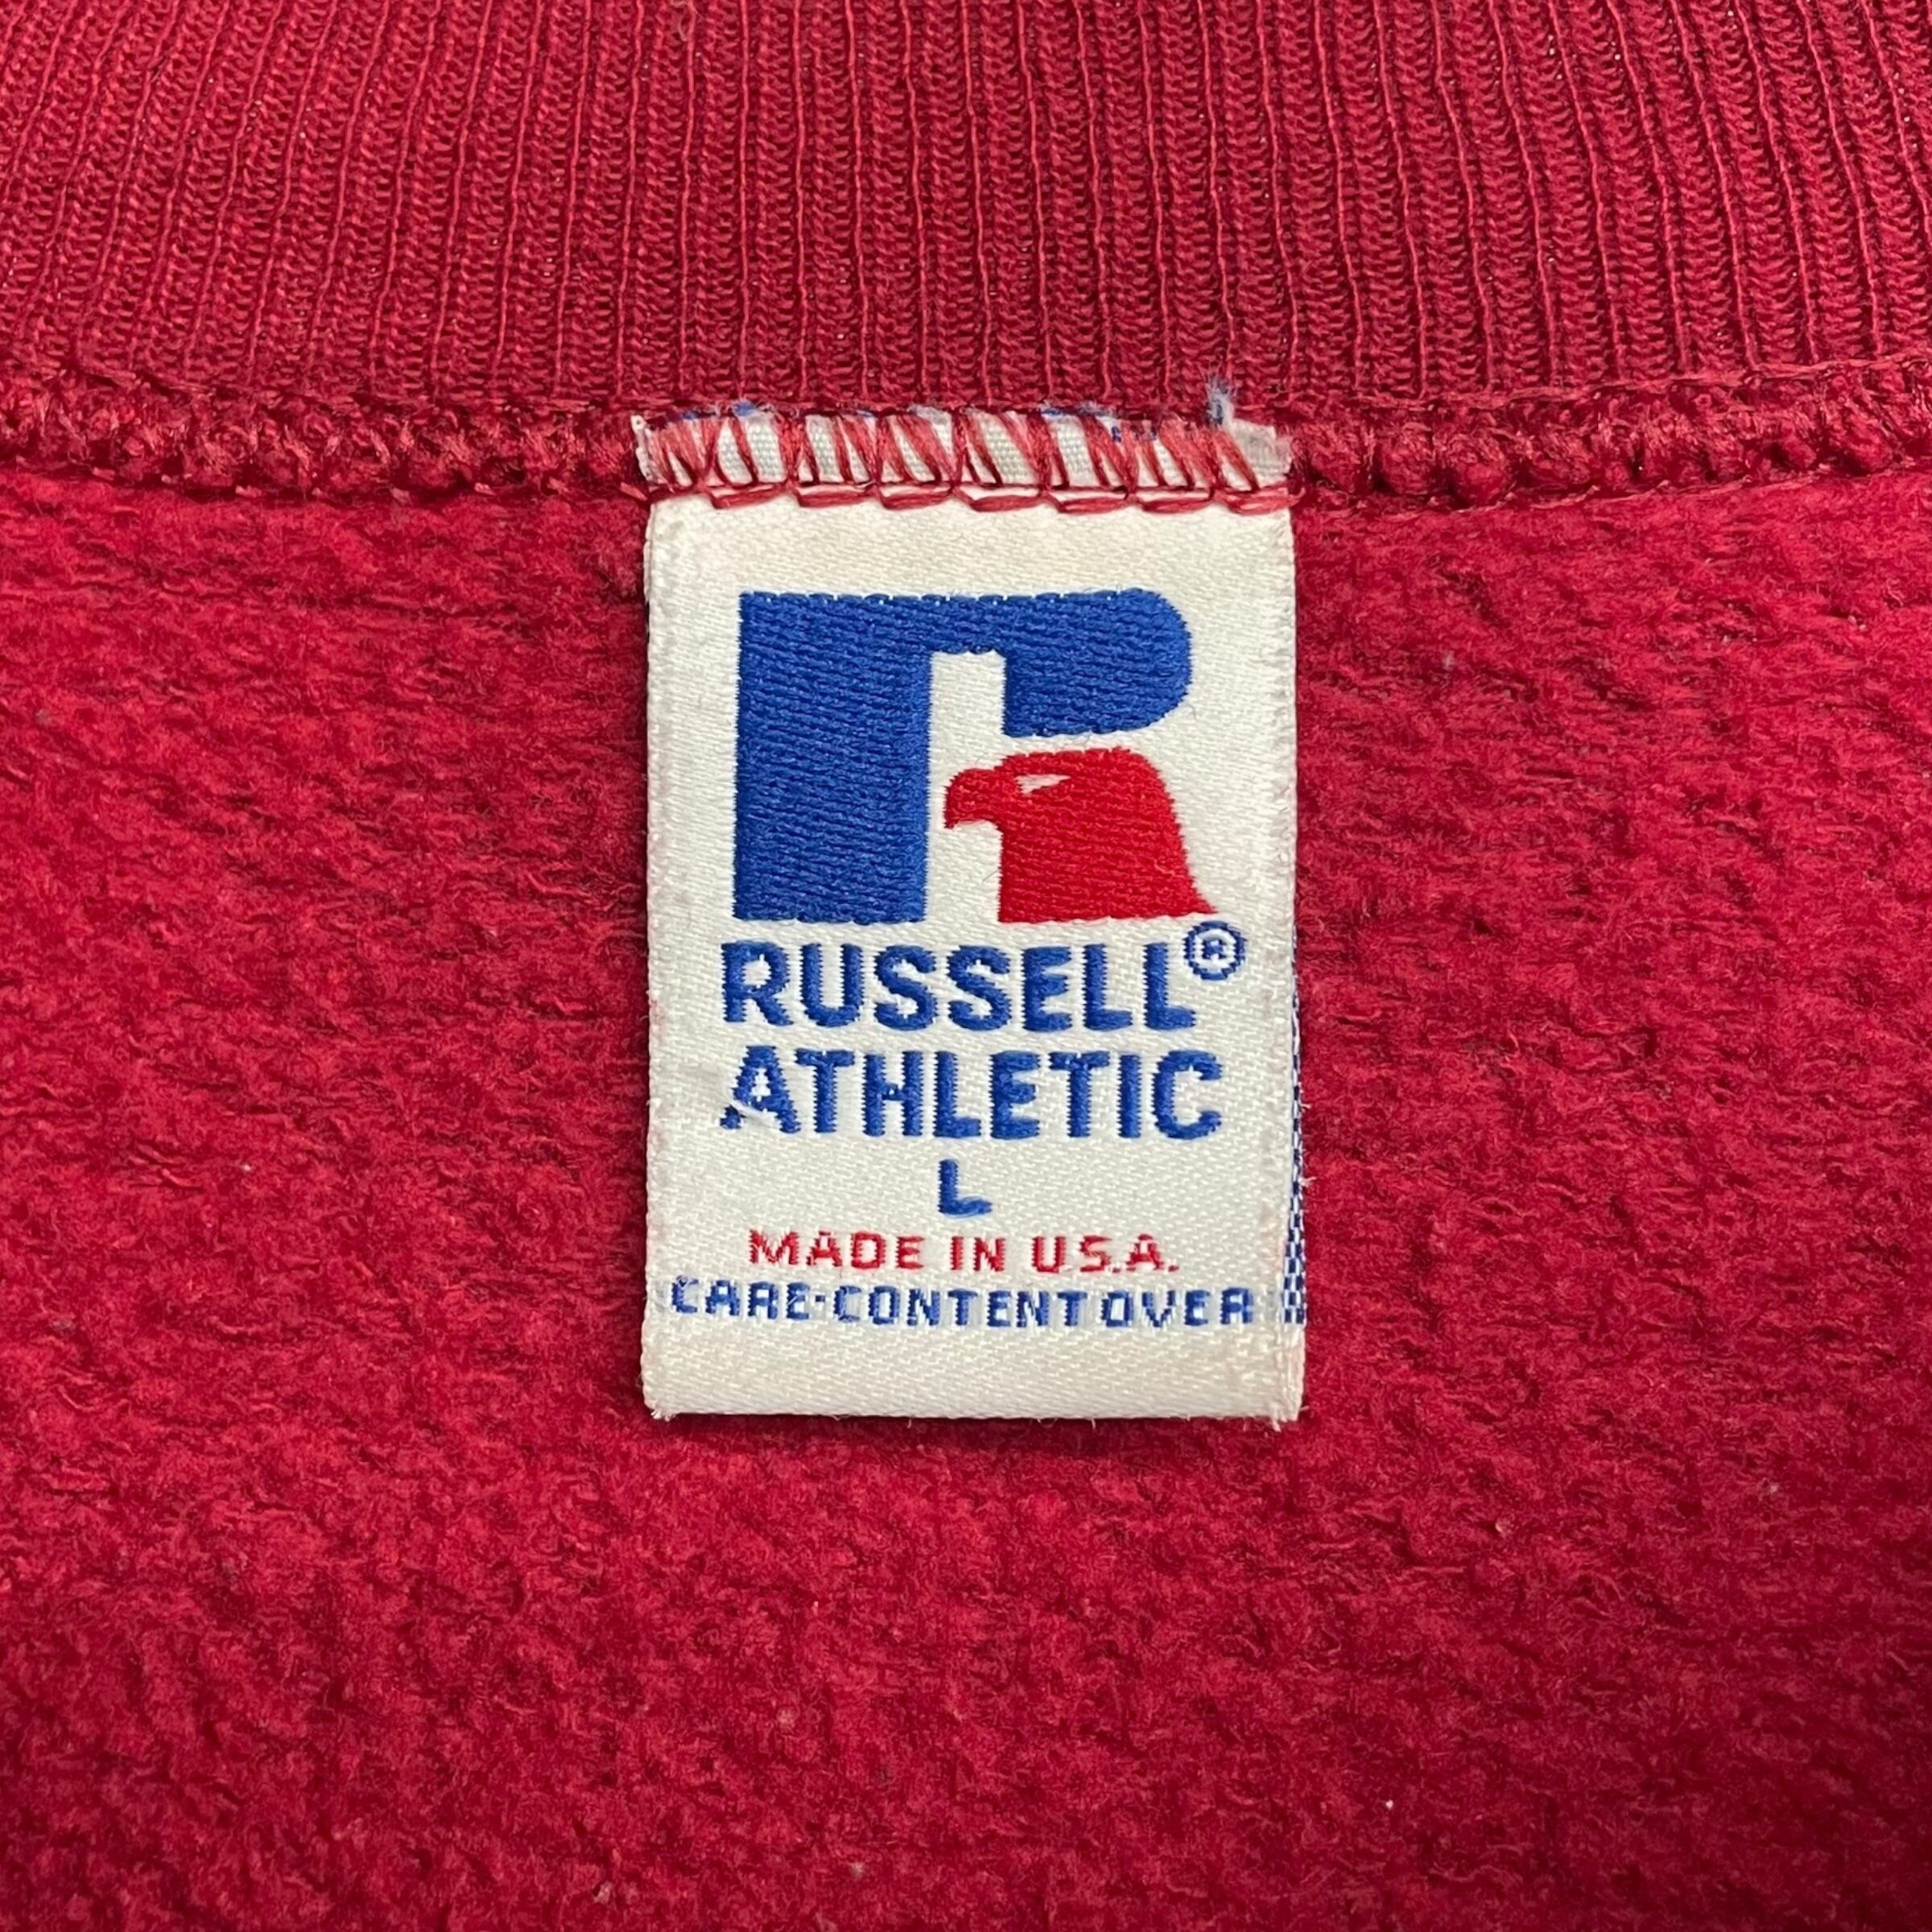 RUSSELL®
ATHLETIC
L
MADE IN U.S.A.
CARE·CONTENT OVER